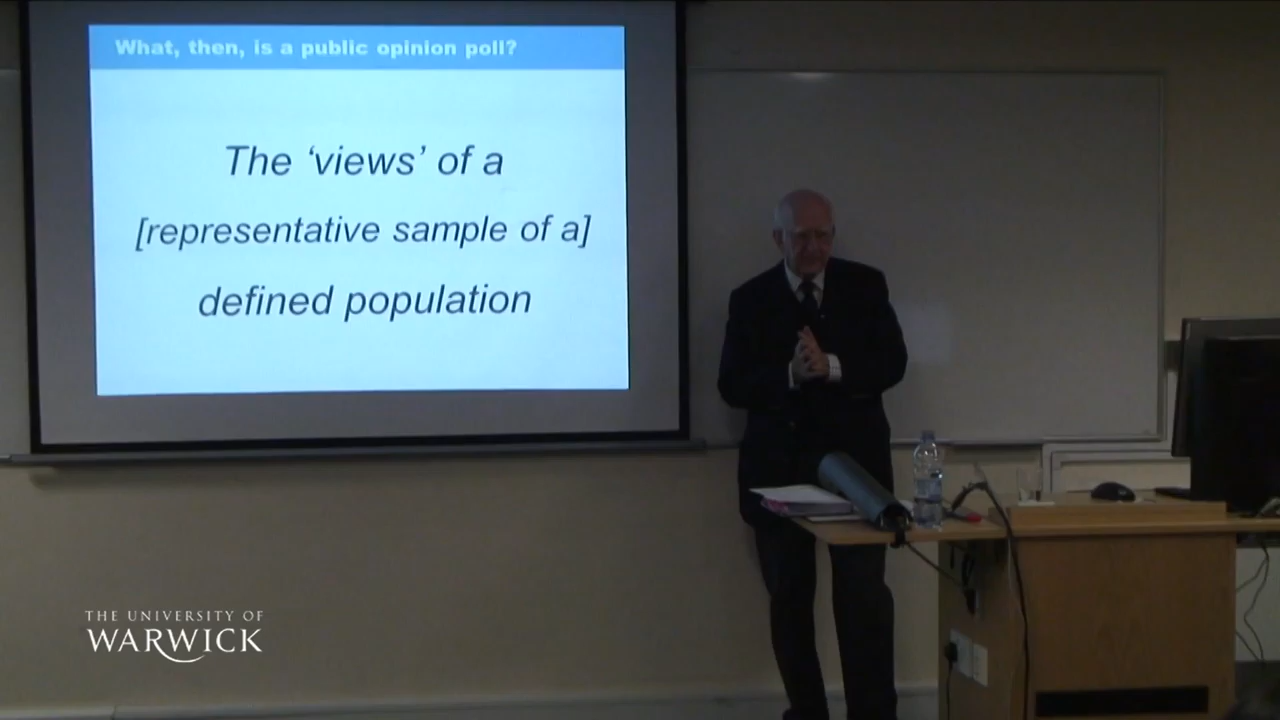 What, then, is a public opinion poll?
The ‘views’ of a
[representative sample of a]
defined population
THE UNIVERSITY OF
WARWICK